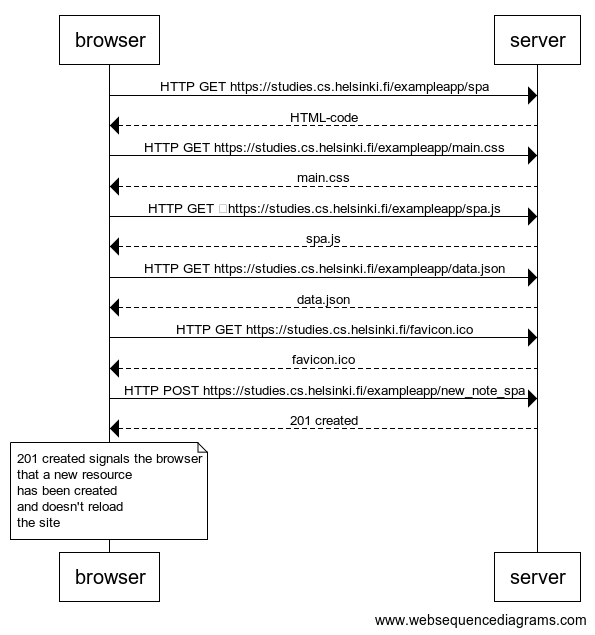 browser
server
HTTP GET https://studies.cs.helsinki.fi/exampleapp/spa
HTML-code
HTTP GET https://studies.cs.helsinki.fi/exampleapp/main.css
main.css
HTTP GET https://studies.cs.helsinki.fi/exampleapp/spa.js
spa.js
HTTP GET https://studies.cs.helsinki.fi/exampleapp/data.json
data.json
HTTP GET https://studies.cs.helsinki.fi/favicon.ico
favicon.ico
HTTP POST https://studies.cs.helsinki.fi/exampleapp/new_note_spa
201 created
201 created signals the browser
that a new resource
has been created
and doesn't reload
the site
browser
server
www.websequencediagrams.com